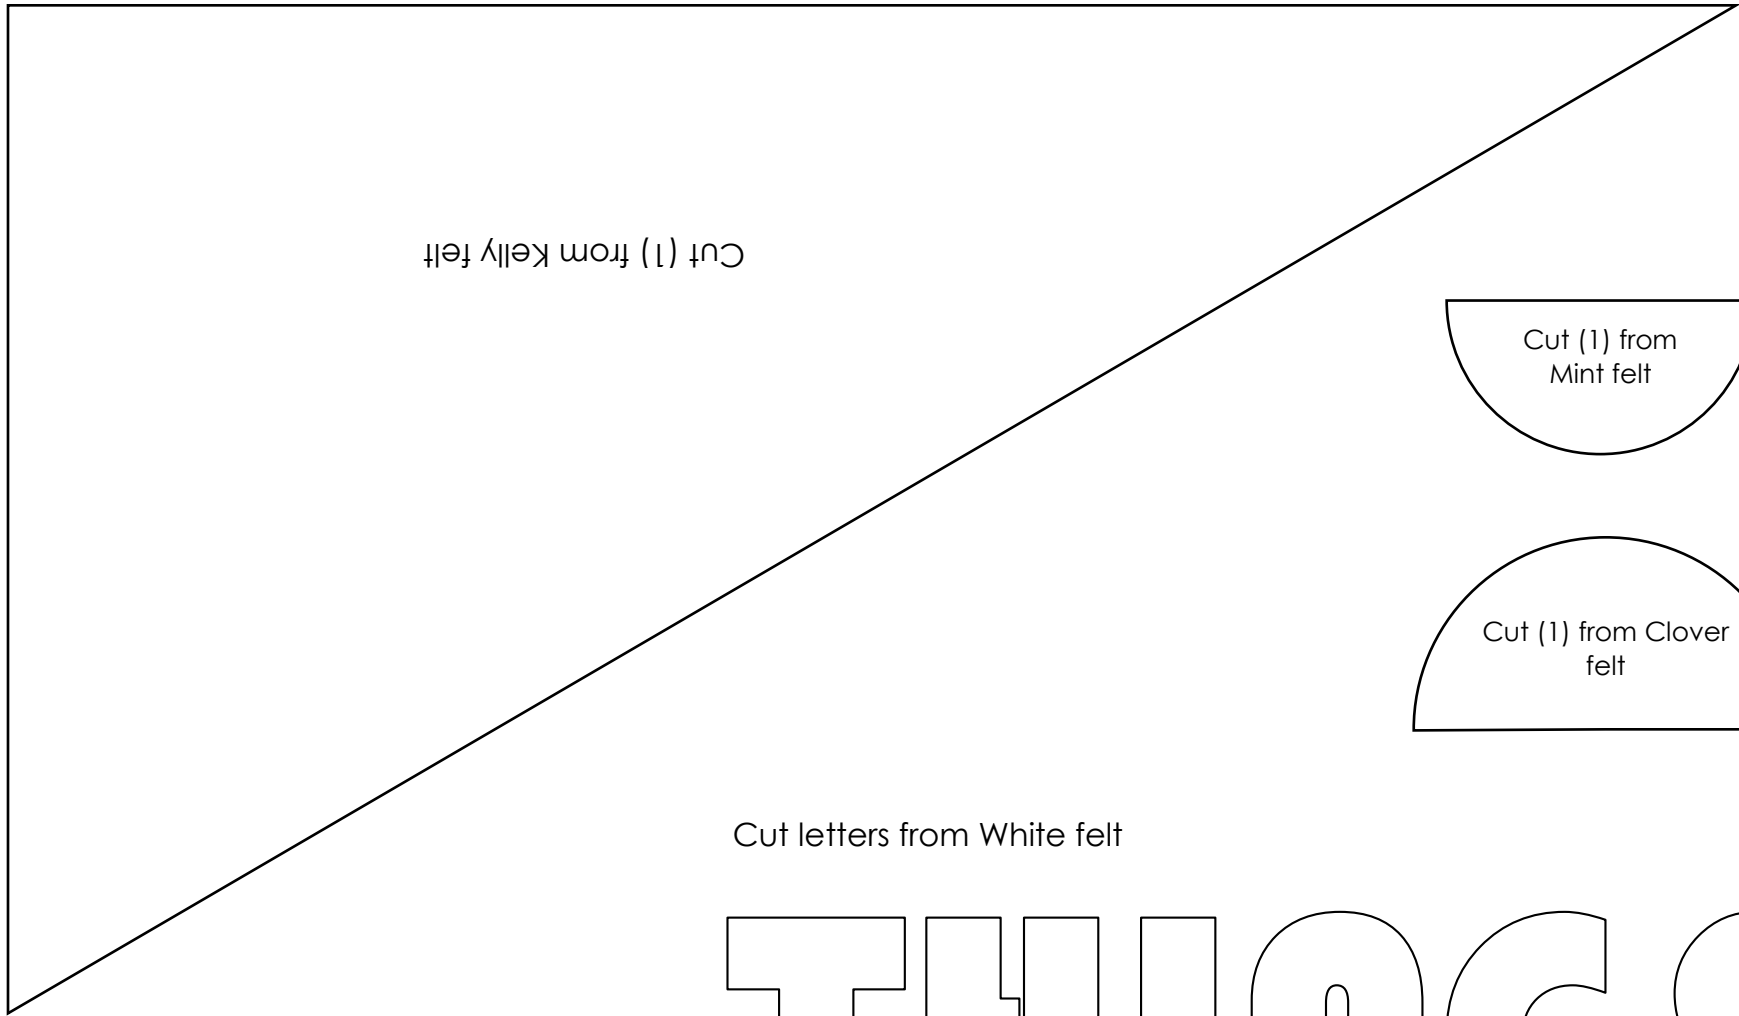 Cut (1) from Kelly felt
Cut (1) from
Mint felt
Cut (1) from Clover
felt
Cut letters from White felt